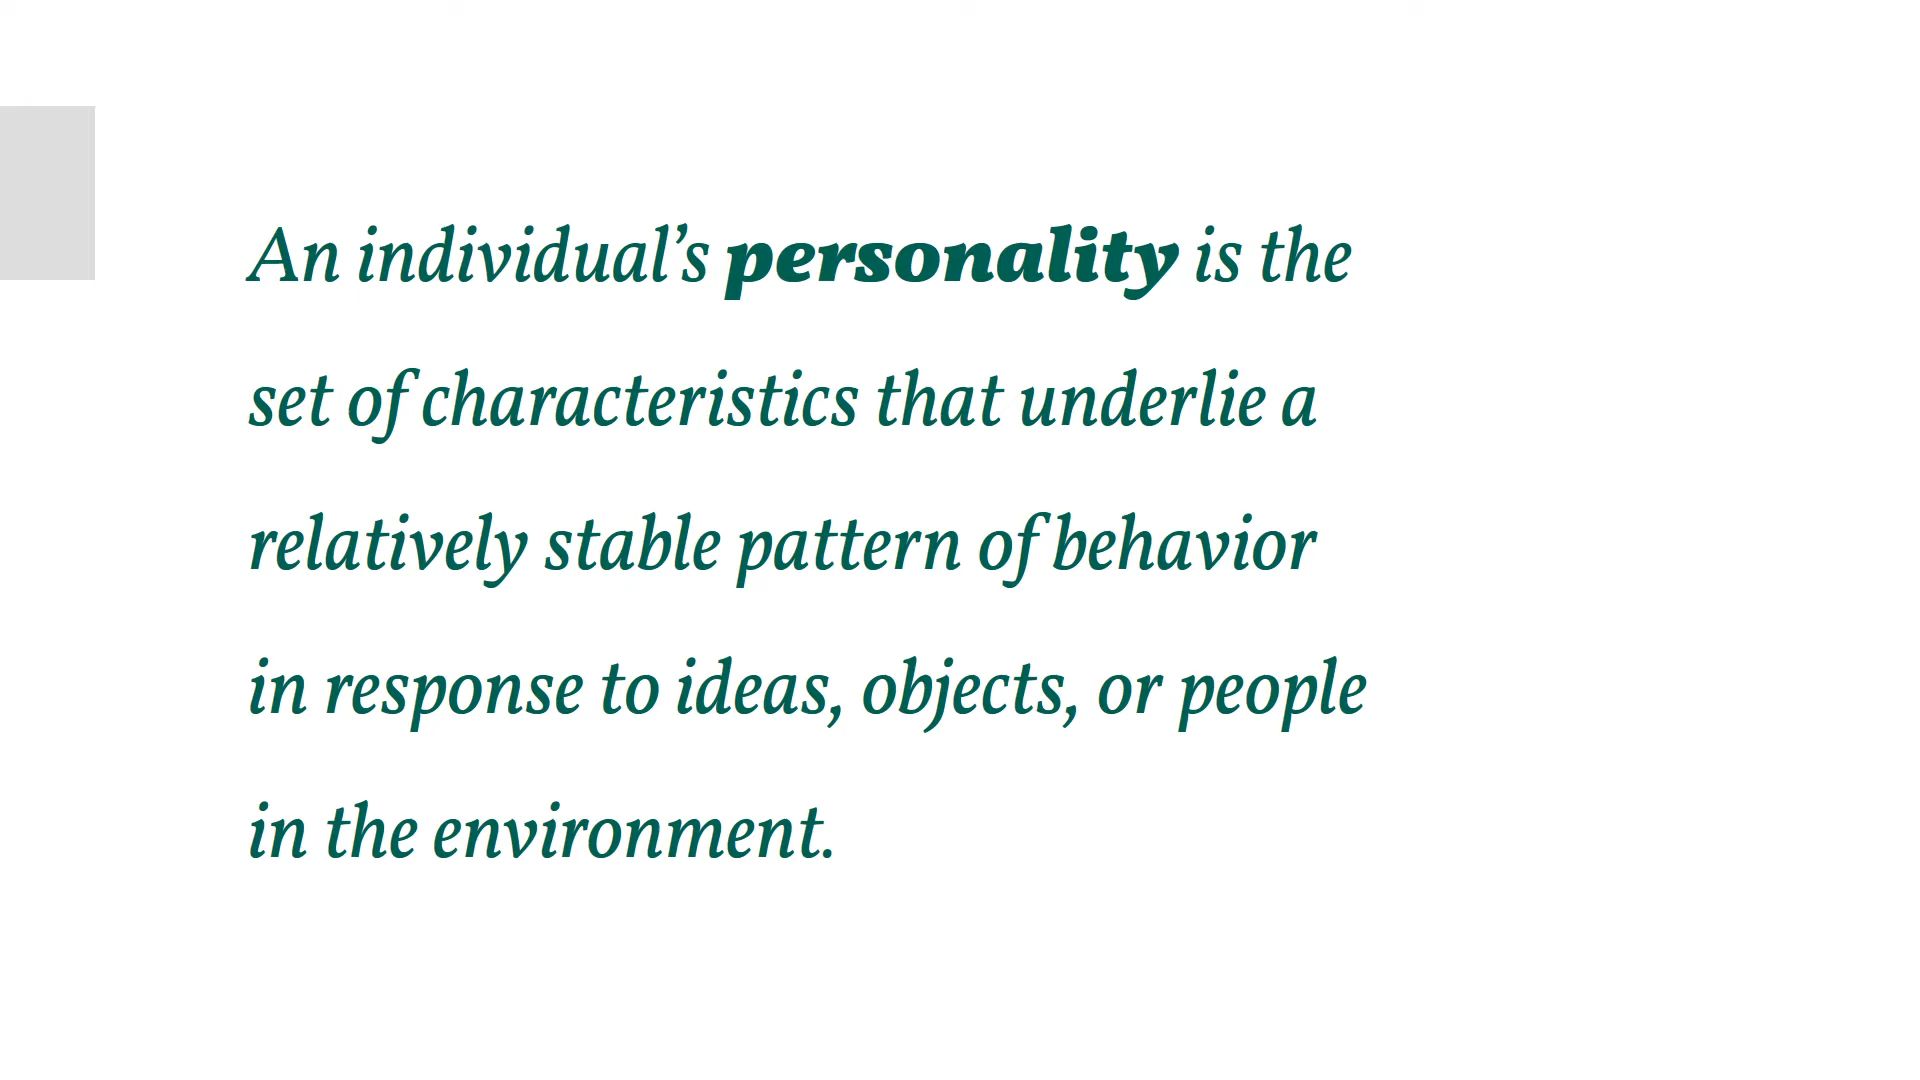 An individual’s personality is the
set of characteristics that underlie a
relatively stable pattern of behavior
in response to ideas, objects, or people
in the environment.